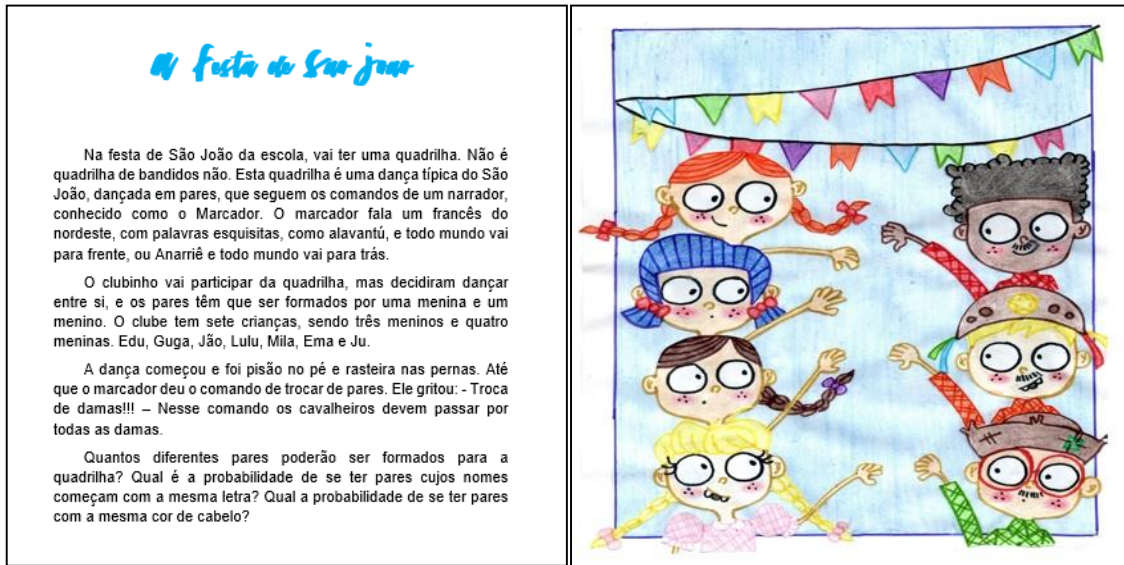 A Festa de São João
Na festa de São João da escola, vai ter uma quadrilha. Não é
quadrilha de bandidos não. Esta quadrilha é uma dança típica do São
João, dançada em pares, que seguem os comandos de um narrador,
conhecido como o Marcador. O marcador fala um francês do
nordeste, com palavras esquisitas, como alavantú, e todo mundo vai
para frente, ou Anarriê e todo mundo vai para trás.
O clubinho vai participar da quadrilha, mas decidiram dançar
entre si, e os pares têm que ser formados por uma menina e um
menino. O clube tem sete crianças, sendo três meninos e quatro
meninas. Edu, Guga, Jão, Lulu, Mila, Ema e Ju.
A dança começou e foi pisão no pé e rasteira nas pernas. Até
que o marcador deu o comando de trocar de pares. Ele gritou: - Troca
de damas!!! – Nesse comando os cavalheiros devem passar por
todas as damas.
Quantos diferentes pares poderão ser formados para a
quadrilha? Qual é a probabilidade de se ter pares cujos nomes
começam com a mesma letra? Qual a probabilidade de se ter pares
com a mesma cor de cabelo?